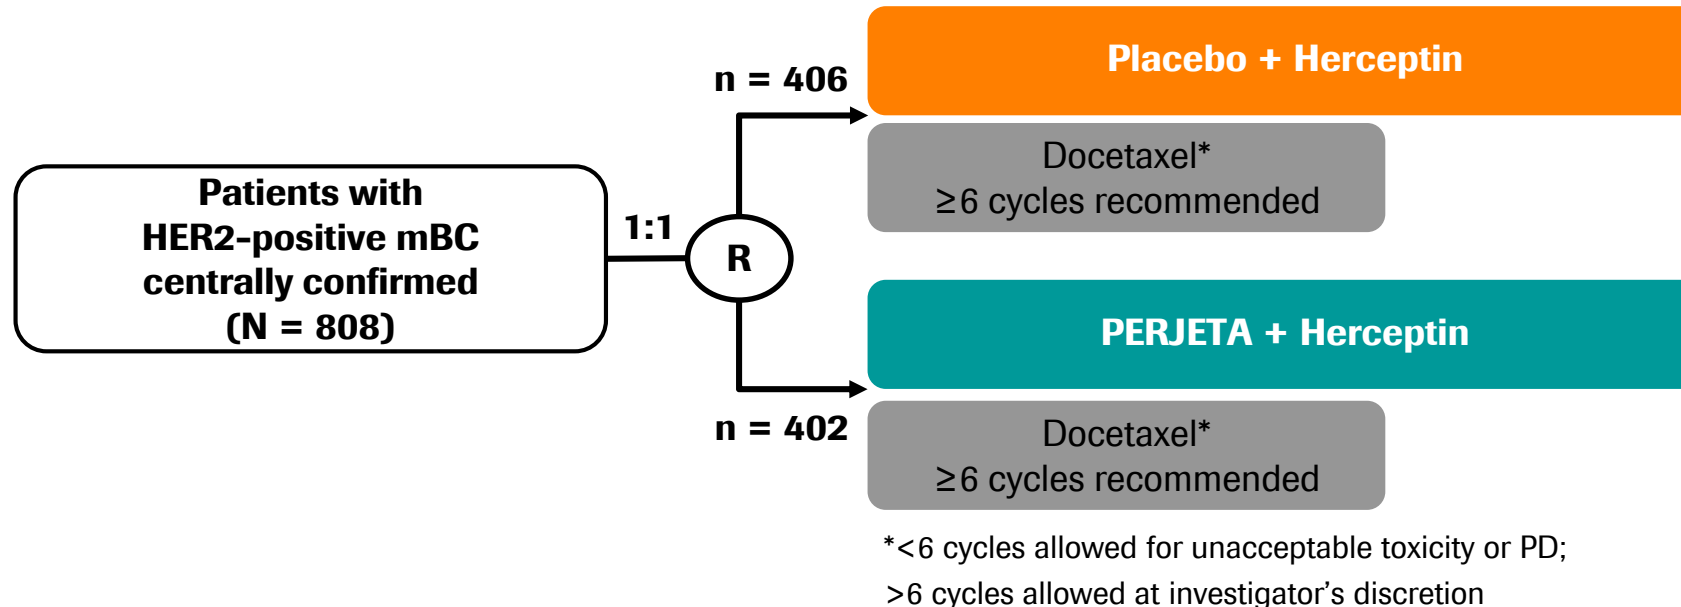 Patients with
HER2-positive mBC
centrally confirmed
(N = 808)
1:1
R
n = 406
Placebo + Herceptin
Docetaxel*
≥6 cycles recommended
n = 402
PERJETA + Herceptin
Docetaxel*
≥6 cycles recommended
*<6 cycles allowed for unacceptable toxicity or PD;
>6 cycles allowed at investigator's discretion